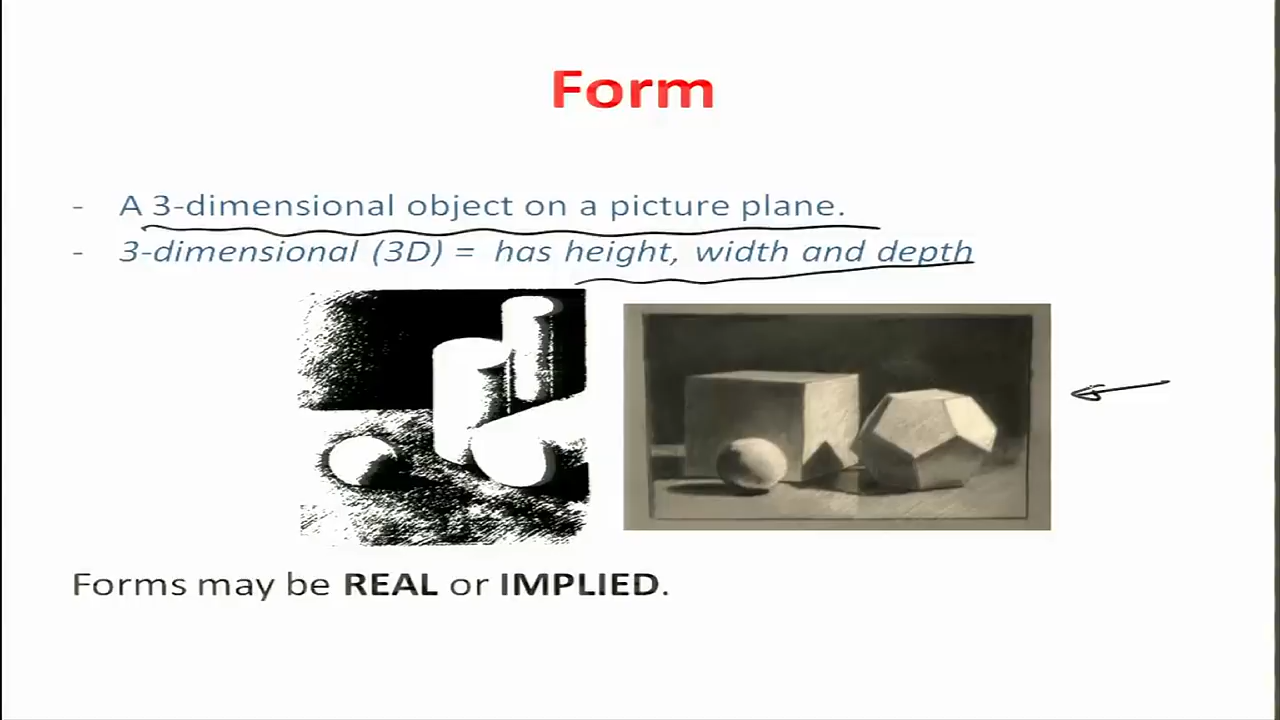 Form
- A 3-dimensional object on a picture plane.
- 3-dimensional (3D) = has height, width and depth
Forms may be REAL or IMPLIED.